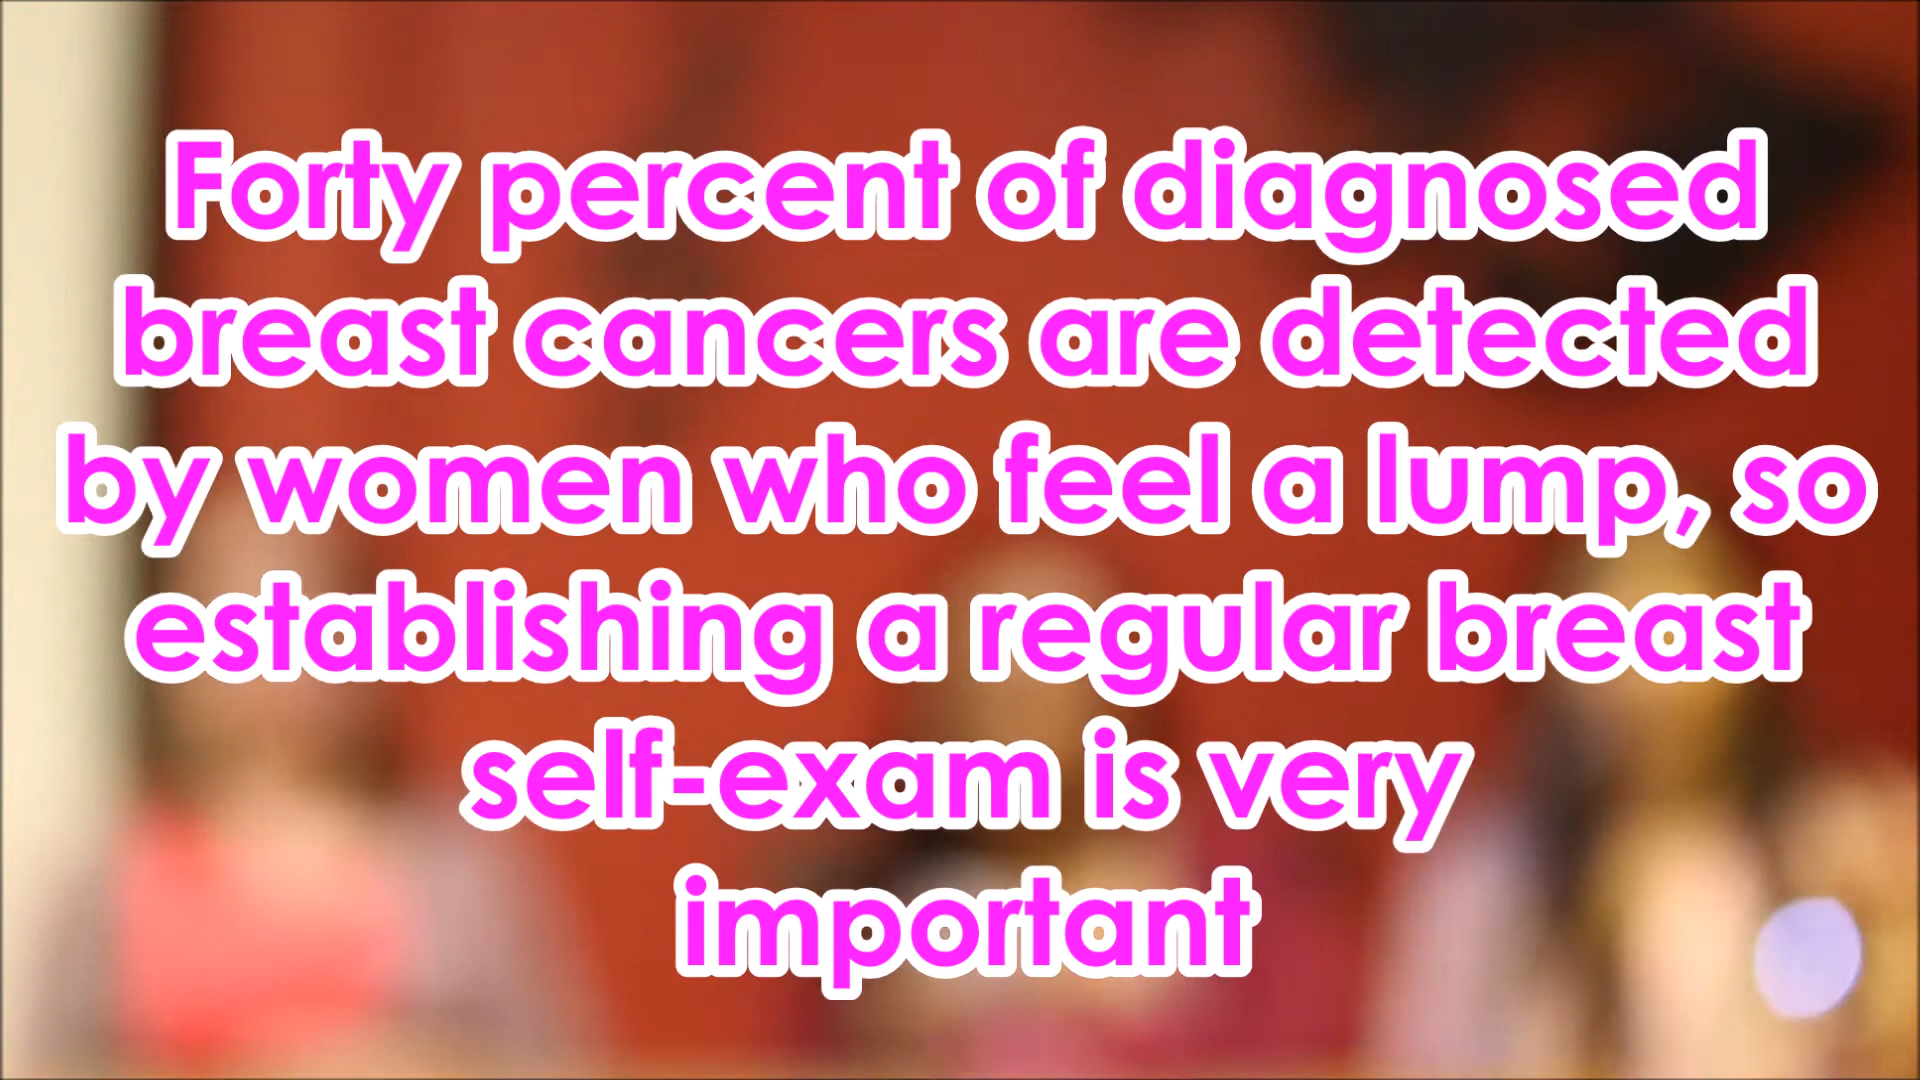 Forty percent of diagnosed
breast cancers are detected
by women who feel a lump, so
establishing a regular breast
self-exam is very
important